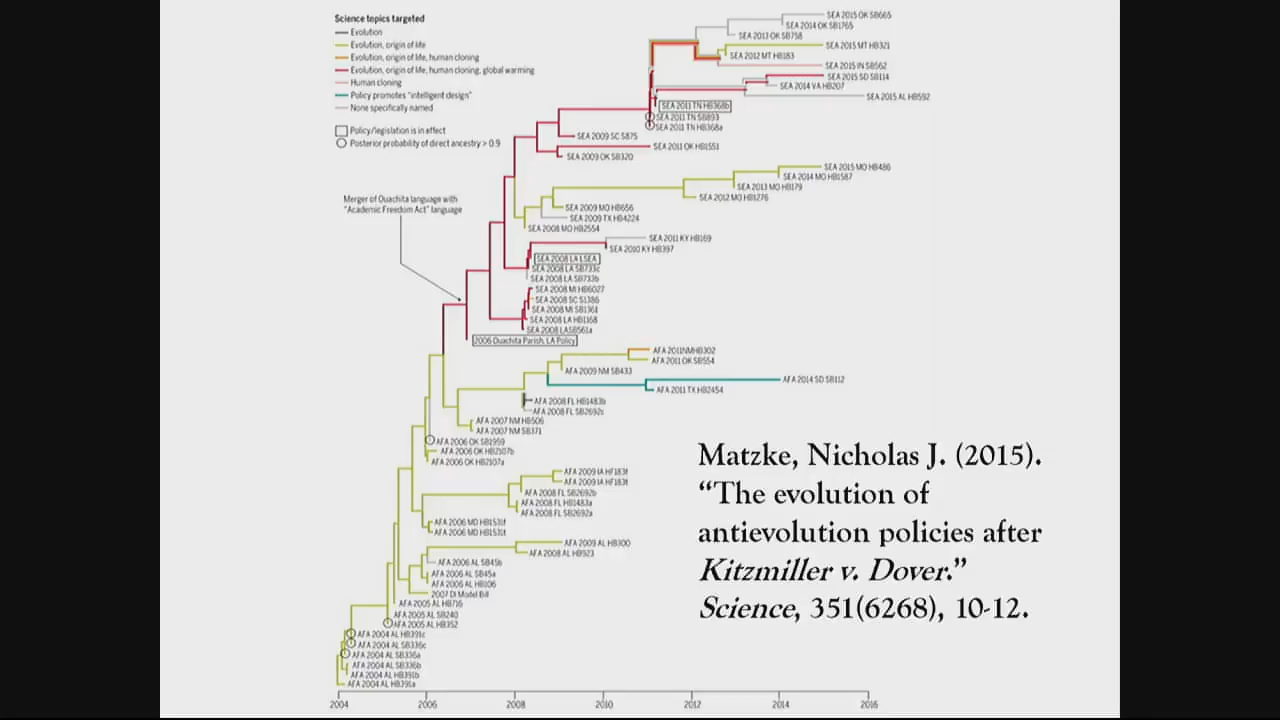 Science topics targeted
Evolution
Evolution, origin of life
Evolution, origin of life, human cloning
Evolution, origin of life, human cloning, global warming
Human cloning
Policy promotes "intelligent design"
None specifically named
Policy/legislation is in effect
Posterior probability of direct ancestry > 0.9
Merger of Ouachita language with
"Academic Freedom Act" language
SEA 2015 OK SB665
SEA 2014 OK SB1765
SEA 2013 OK SB758
SEA 2015 MT HB321
SEA 2012 MT HB183
SEA 2015 IN SB562
SEA 2015 SD SB114
SEA 2014 VA HB207
SEA 2015 AL HB592
SEA 2011 TN HB368b
SEA 2011 TN SB893
SEA 2011 TN HB368a
SEA 2009 SC S875
SEA 2011 OK HB1551
SEA 2009 OK SB320
SEA 2015 MO HB486
SEA 2014 MO HB1587
SEA 2013 MO HB179
SEA 2012 MO HB1276
SEA 2009 MO HB656
SEA 2009 TX HB4224
SEA 2008 MO HB2554
SEA 2011 KY HB169
SEA 2010 KY HB397
SEA 2008 LA LSEA
SEA 2008 LA SB733c
SEA 2008 LA SB733b
SEA 2008 MI HB6027
SEA 2008 SC S1386
SEA 2008 MI SB1361
SEA 2008 LA HB1168
SEA 2008 LASB561a
2006 Ouachita Parish, LA Policy
AFA 2011NMHB302
AFA 2011 OK SB554
AFA 2009 NM SB433
AFA 2014 SD SB112
AFA 2011 TX HB2454
AFA 2008 FL HB1483b
AFA 2008 FL SB2692c
AFA 2007 NM HB506
AFA 2007 NM SB371
AFA 2006 OK SB1959
AFA 2006 OK HB2107b
AFA 2006 OK HB2107a
AFA 2009 IA HF183f
AFA 2009 IA HF183f
AFA 2008 FL SB2692b
AFA 2008 FL HB1483a
AFA 2008 FL SB2692a
AFA 2006 MD HB1531f
AFA 2006 MD HB1531f
AFA 2009 AL HB300
AFA 2008 AL HB923
AFA 2006 AL SB45b
AFA 2006 AL SB45a
AFA 2006 AL HB106
2007 DI Model Bill
AFA 2005 AL HB716
AFA 2005 AL SB240
AFA 2005 AL HB352
AFA 2004 AL HB391c
AFA 2004 AL SB336c
AFA 2004 AL SB336a
AFA 2004 AL SB336b
AFA 2004 AL HB391b
AFA 2004 AL HB391a
2004 2006 2008 2010 2012 2014 2016
Matzke, Nicholas J. (2015).
“The evolution of
antievolution policies after
Kitzmiller v. Dover.”
Science, 351(6268), 10-12.